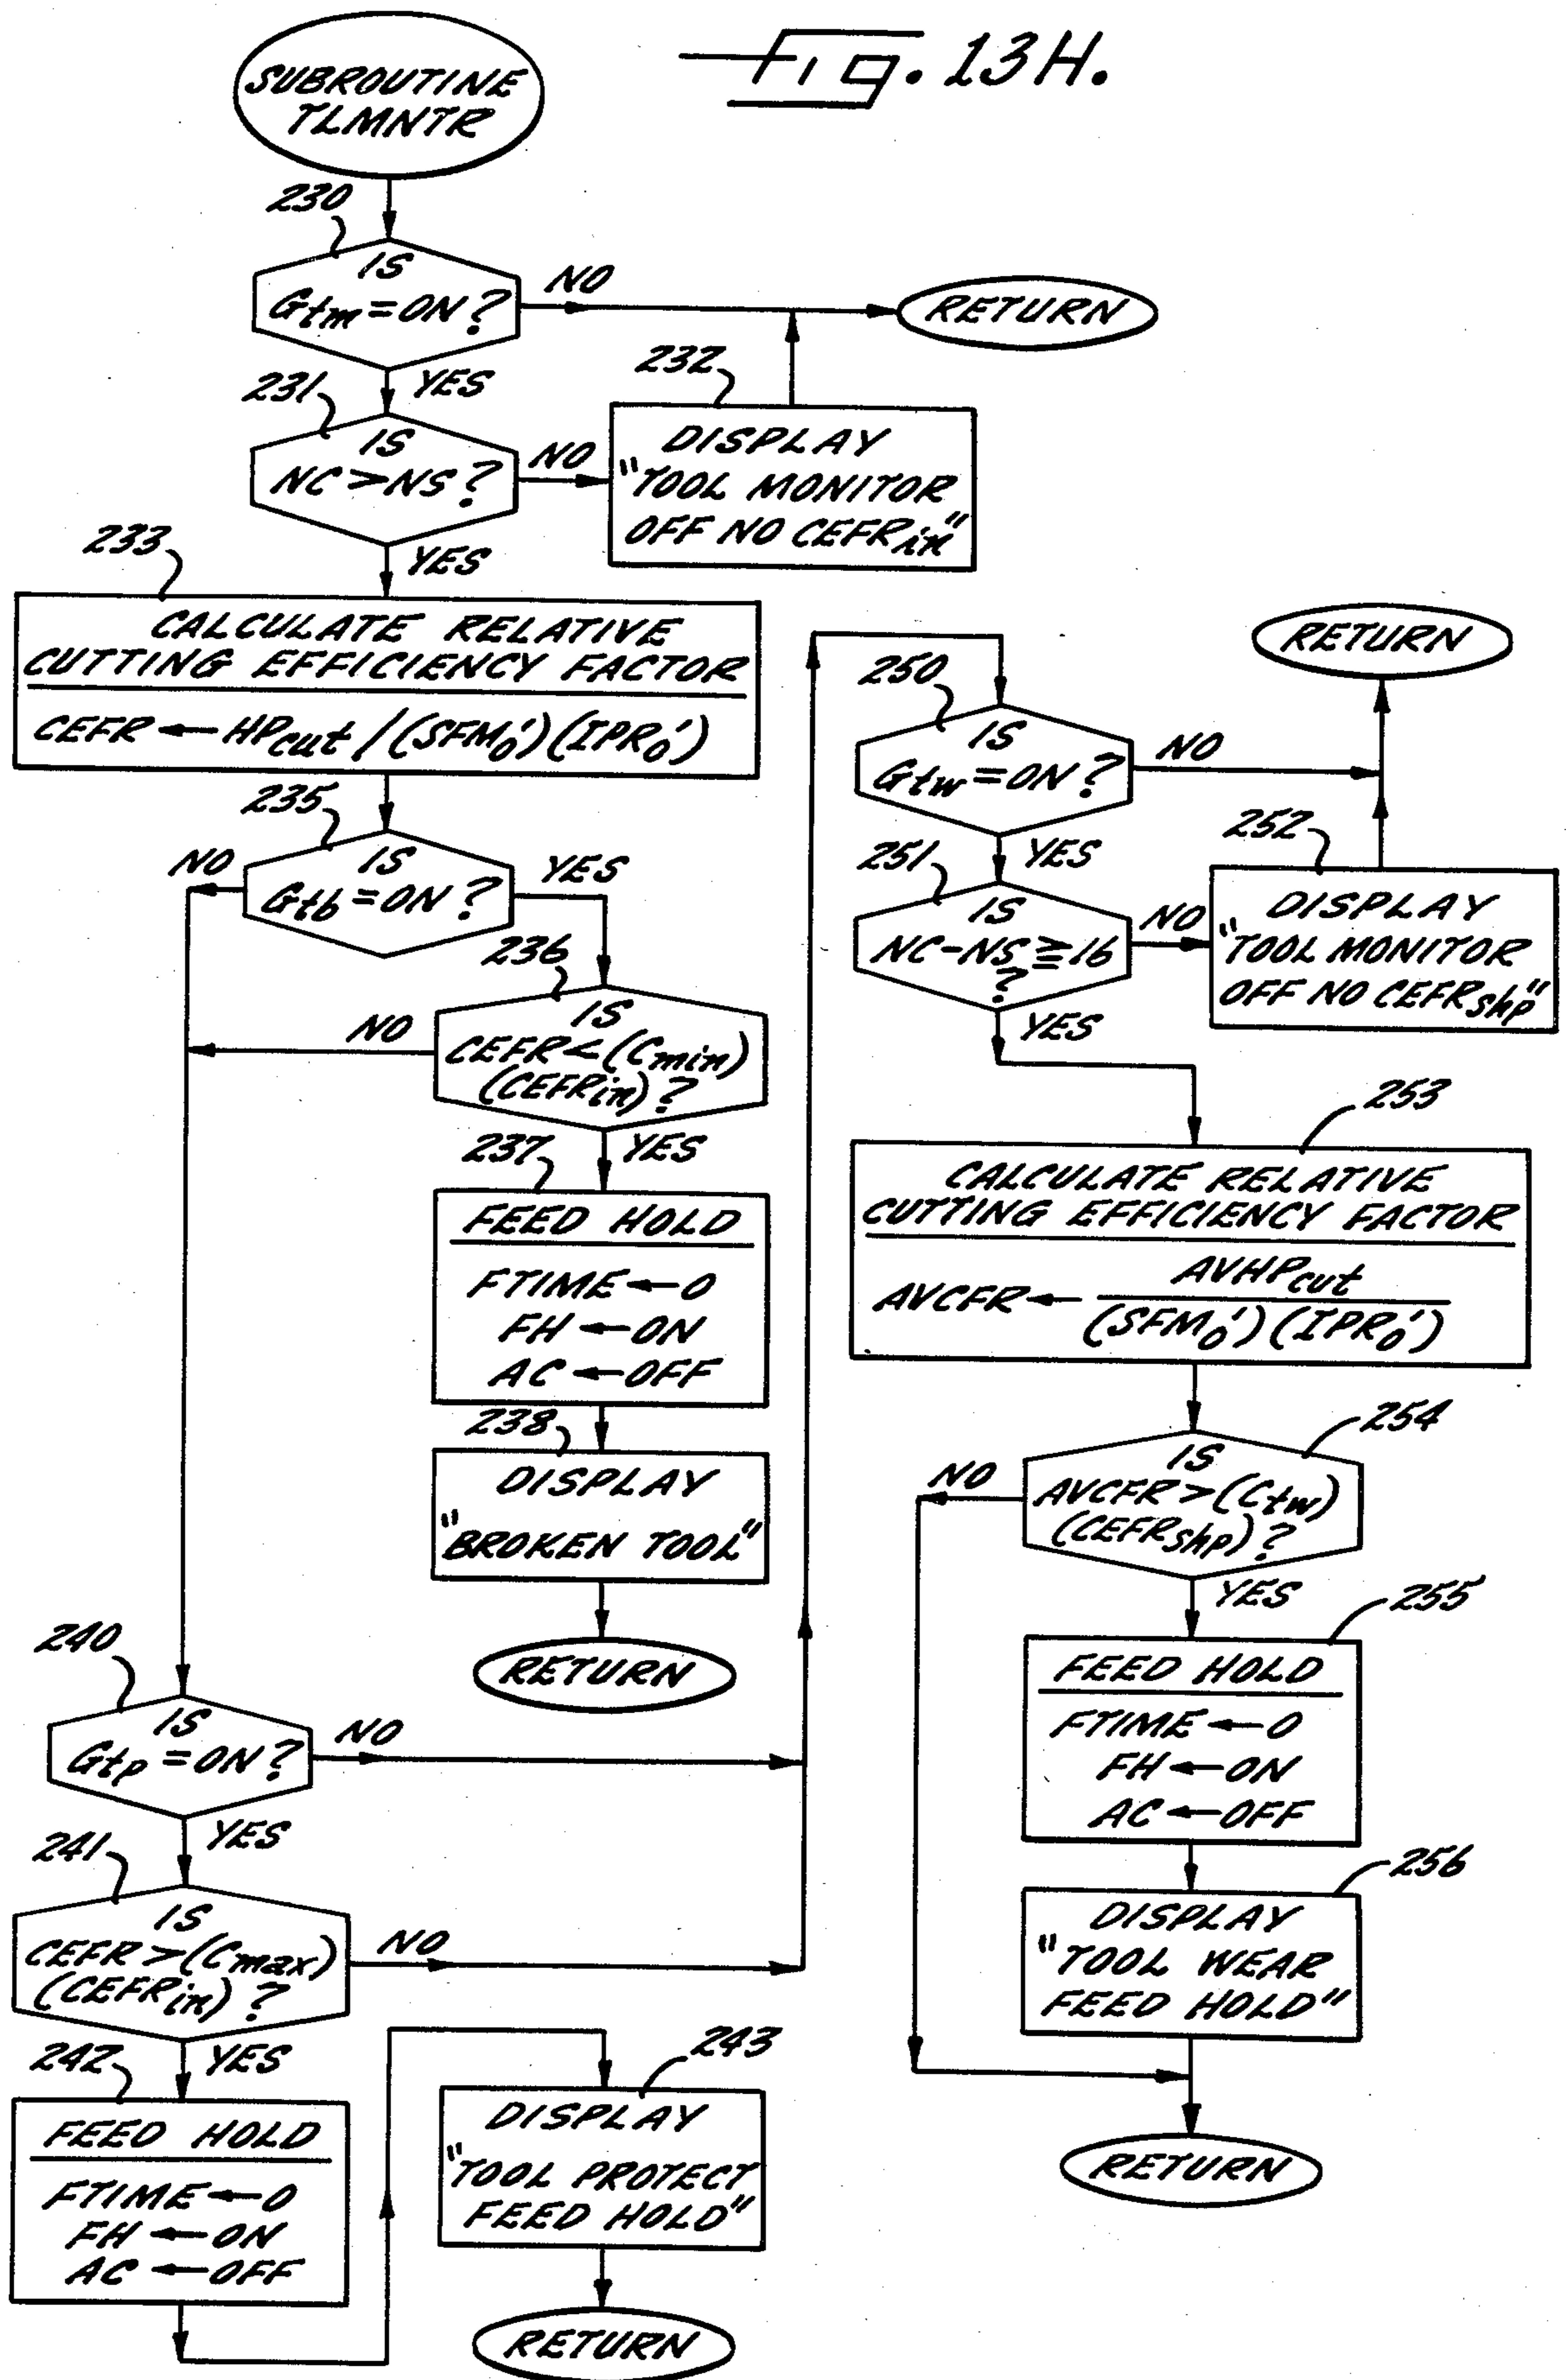 Fig. 13H.
SUBROUTINE
TLMNTR
230
IS
Gtm = ON?
NO
RETURN
YES
231
IS
NC > NS?
NO
232
DISPLAY
"TOOL MONITOR
OFF NO CEFRin"
YES
233
CALCULATE RELATIVE
CUTTING EFFICIENCY FACTOR
CEFR ← HPcut / (SFMo')(IPRo')
235
IS
Gtb = ON?
NO
YES
236
IS
CEFR < (Cmin)
(CEFRin)?
NO
YES
237
FEED HOLD
FTIME ← O
FH ← ON
AC ← OFF
238
DISPLAY
"BROKEN TOOL"
RETURN
240
IS
Gtp = ON?
NO
YES
241
IS
CEFR > (Cmax)
(CEFRin)?
NO
YES
242
FEED HOLD
FTIME ← O
FH ← ON
AC ← OFF
243
DISPLAY
"TOOL PROTECT
FEED HOLD"
RETURN
250
IS
Gtw = ON?
NO
RETURN
YES
251
IS
NC-NS ≧ 16
?
NO
252
DISPLAY
"TOOL MONITOR
OFF NO CEFRshp"
YES
253
CALCULATE RELATIVE
CUTTING EFFICIENCY FACTOR
AVHPcut
AVCFR ←
(SFMo')(IPRo')
254
IS
AVCFR > (Ctw)
(CEFRshp)?
NO
YES
255
FEED HOLD
FTIME ← O
FH ← ON
AC ← OFF
256
DISPLAY
"TOOL WEAR
FEED HOLD"
RETURN